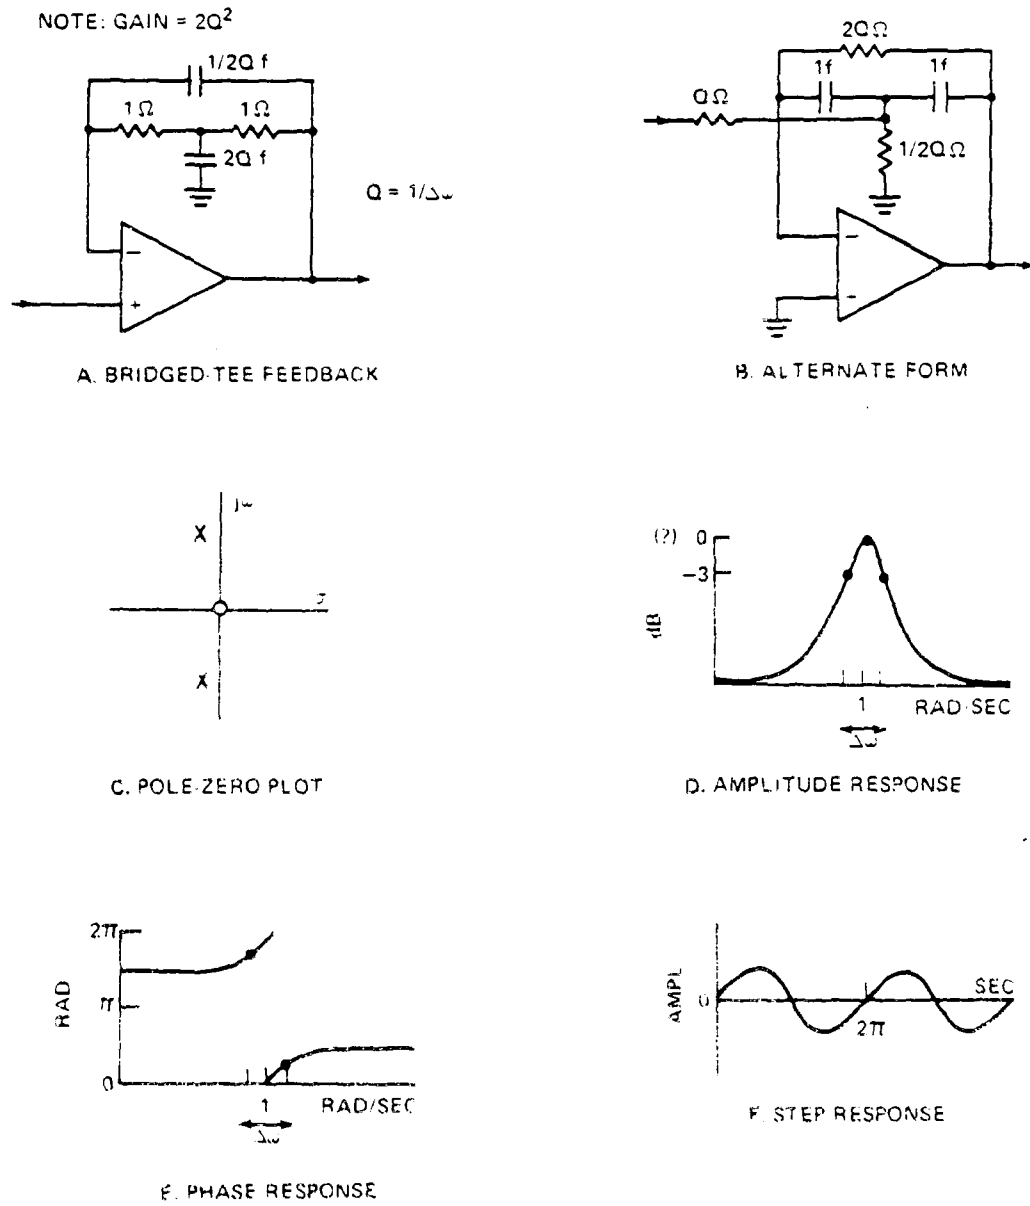 NOTE: GAIN = 2Q²
1/2Q f
1Ω
1Ω
2Q f
Q = 1/Δω
−
+
A. BRIDGED-TEE FEEDBACK
2QΩ
1f
1f
QΩ
1/2QΩ
−
−
B. ALTERNATE FORM
jω
σ
C. POLE-ZERO PLOT
(?) 0
−3
dB
1
RAD·SEC
Δω
D. AMPLITUDE RESPONSE
2π
π
0
RAD
1
RAD/SEC
Δω
E. PHASE RESPONSE
AMPL
0
SEC
2π
F. STEP RESPONSE